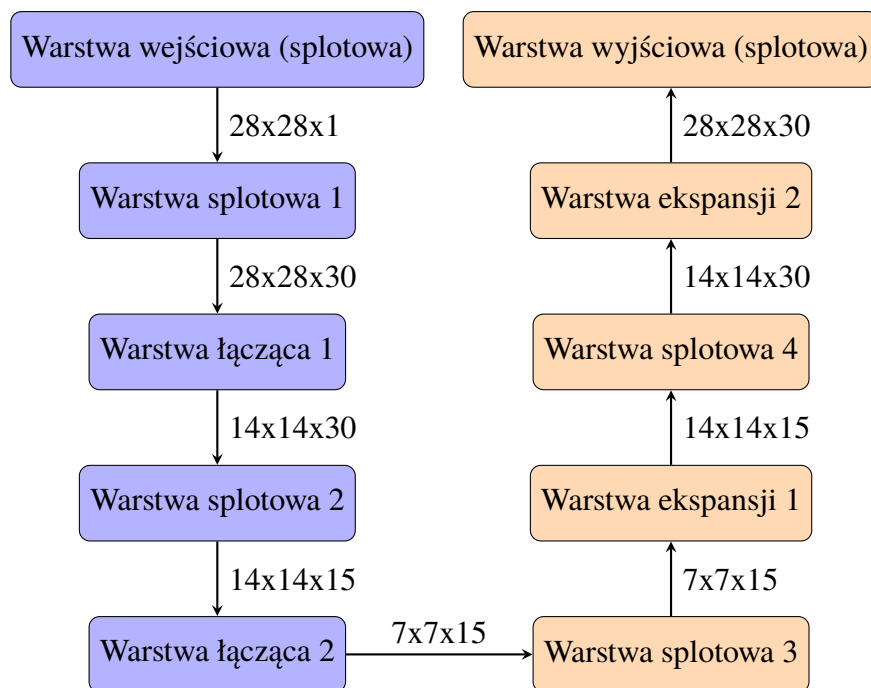 Warstwa wejściowa (splotowa)
28x28x1
Warstwa splotowa 1
28x28x30
Warstwa łącząca 1
14x14x30
Warstwa splotowa 2
14x14x15
Warstwa łącząca 2
7x7x15
Warstwa splotowa 3
7x7x15
Warstwa ekspansji 1
14x14x15
Warstwa splotowa 4
14x14x30
Warstwa ekspansji 2
28x28x30
Warstwa wyjściowa (splotowa)